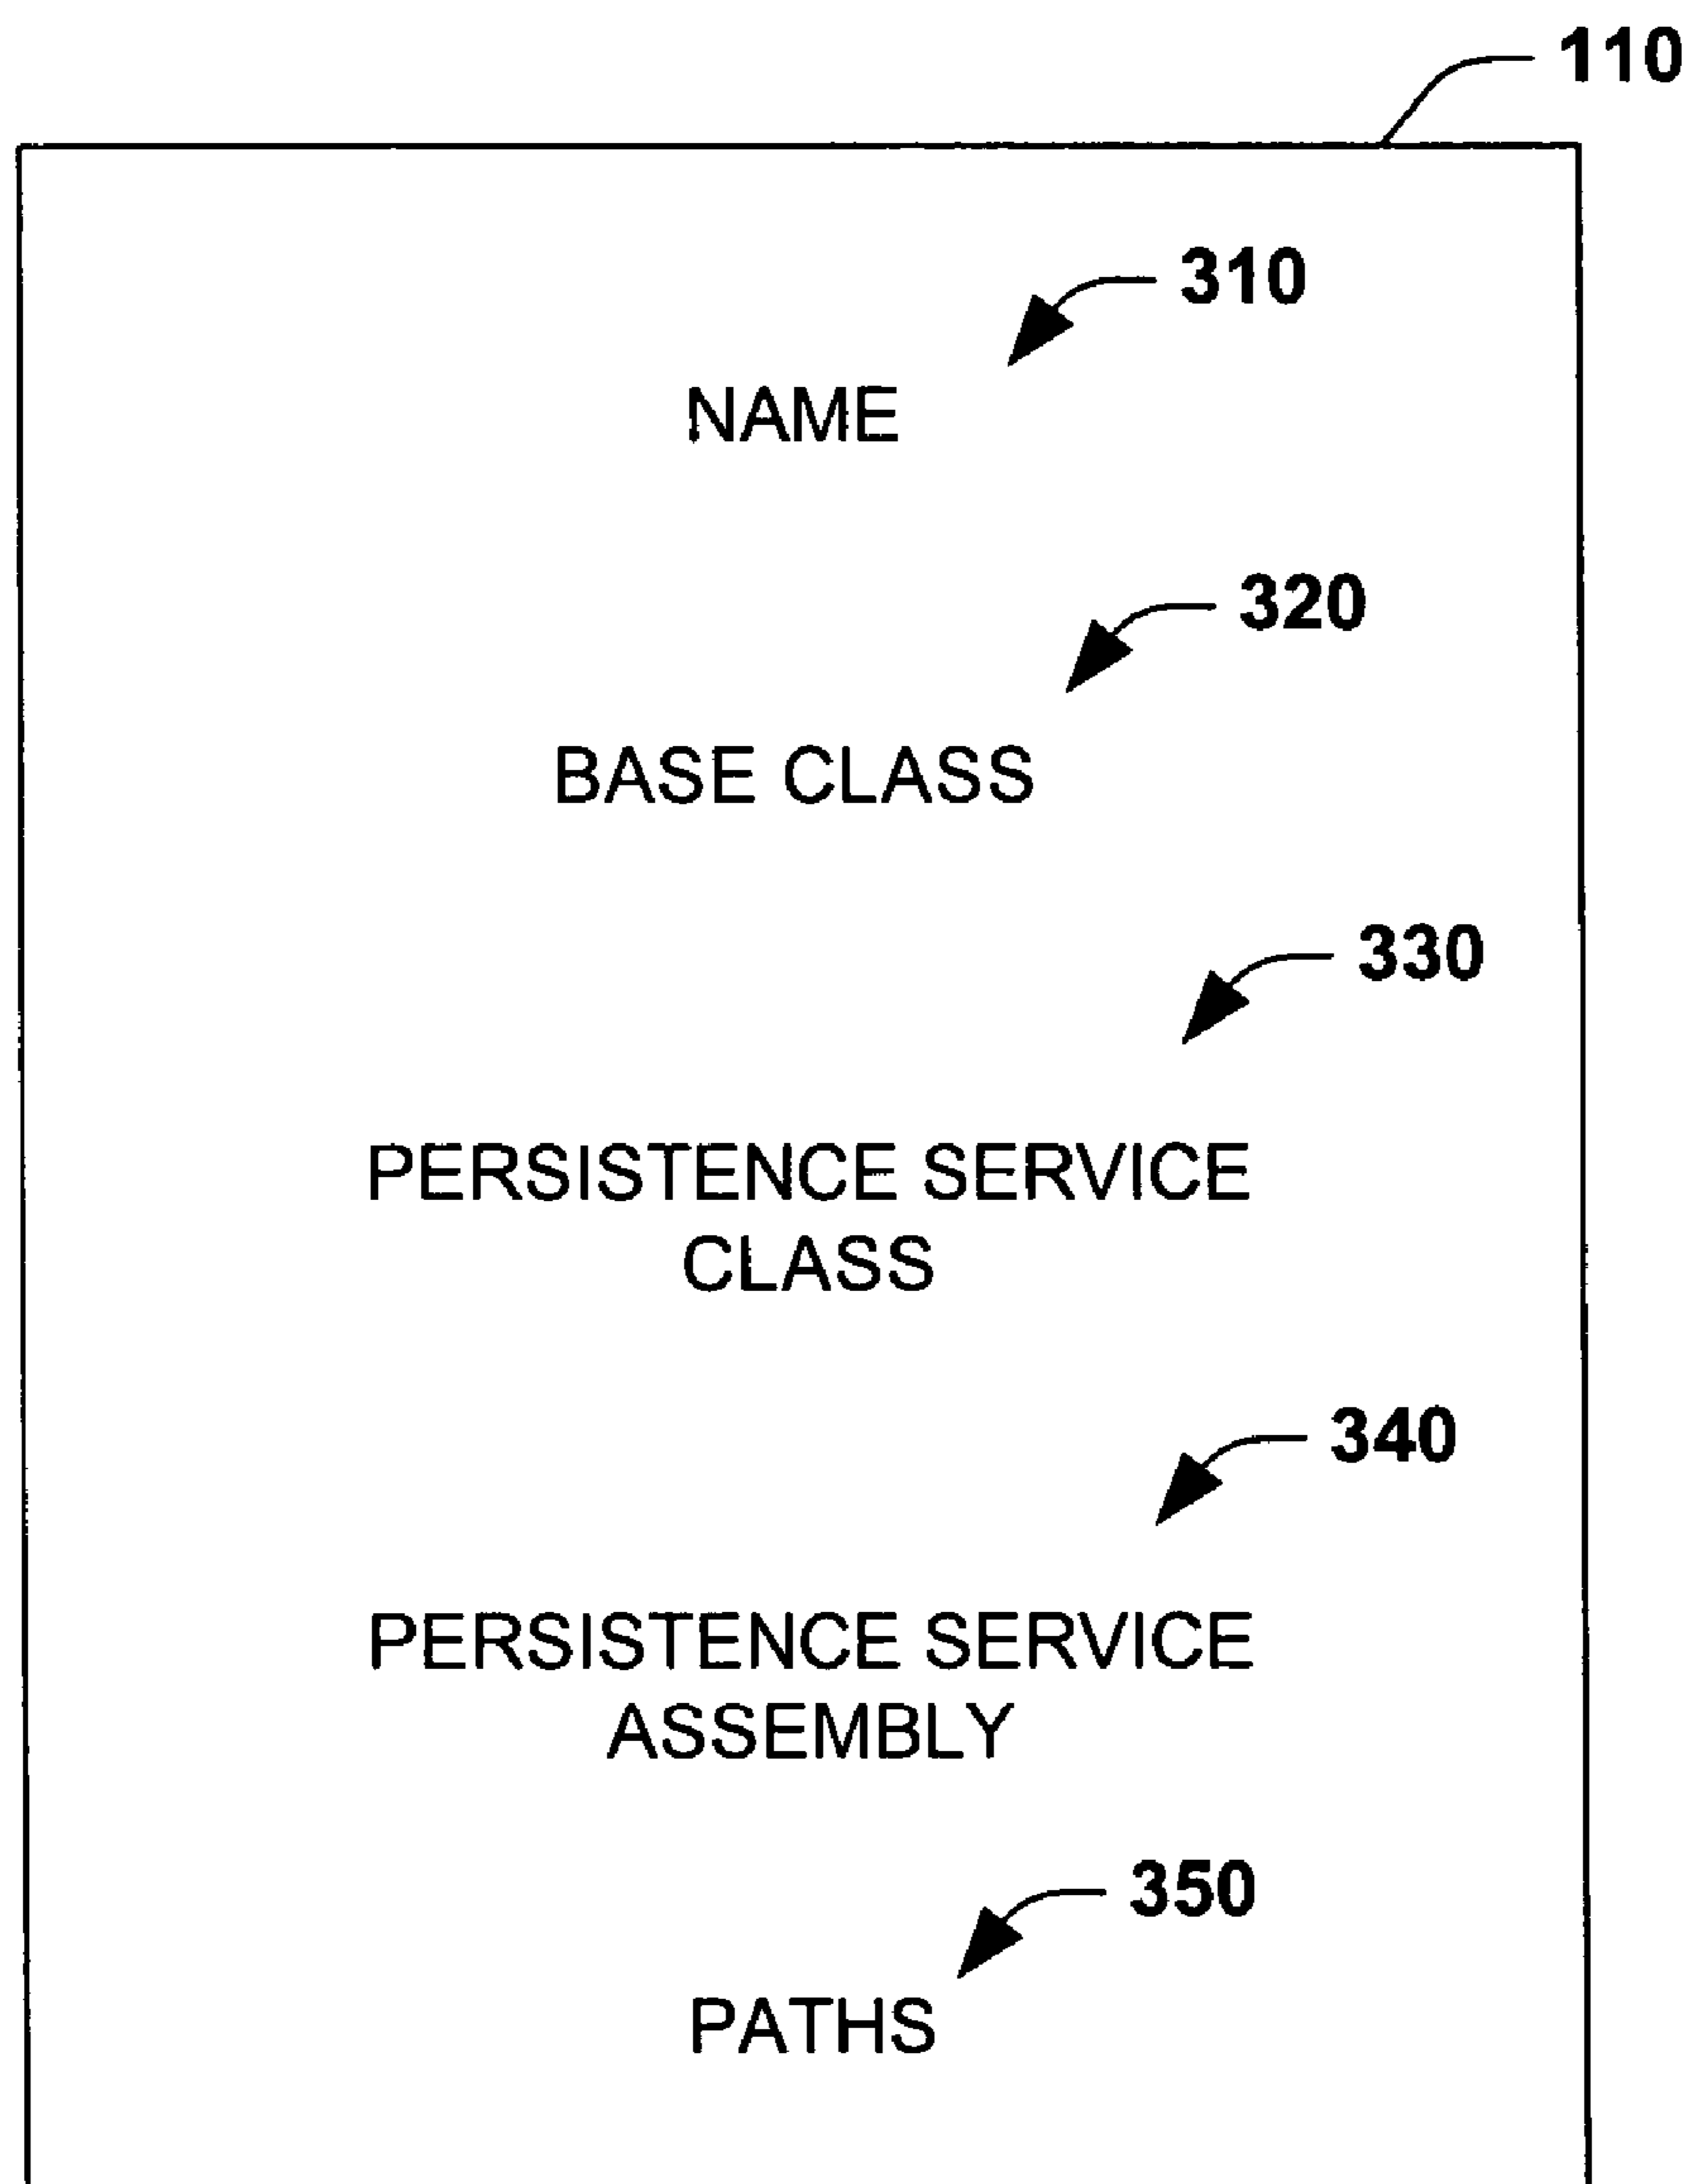 110
310
NAME
320
BASE CLASS
330
PERSISTENCE SERVICE
CLASS
340
PERSISTENCE SERVICE
ASSEMBLY
350
PATHS